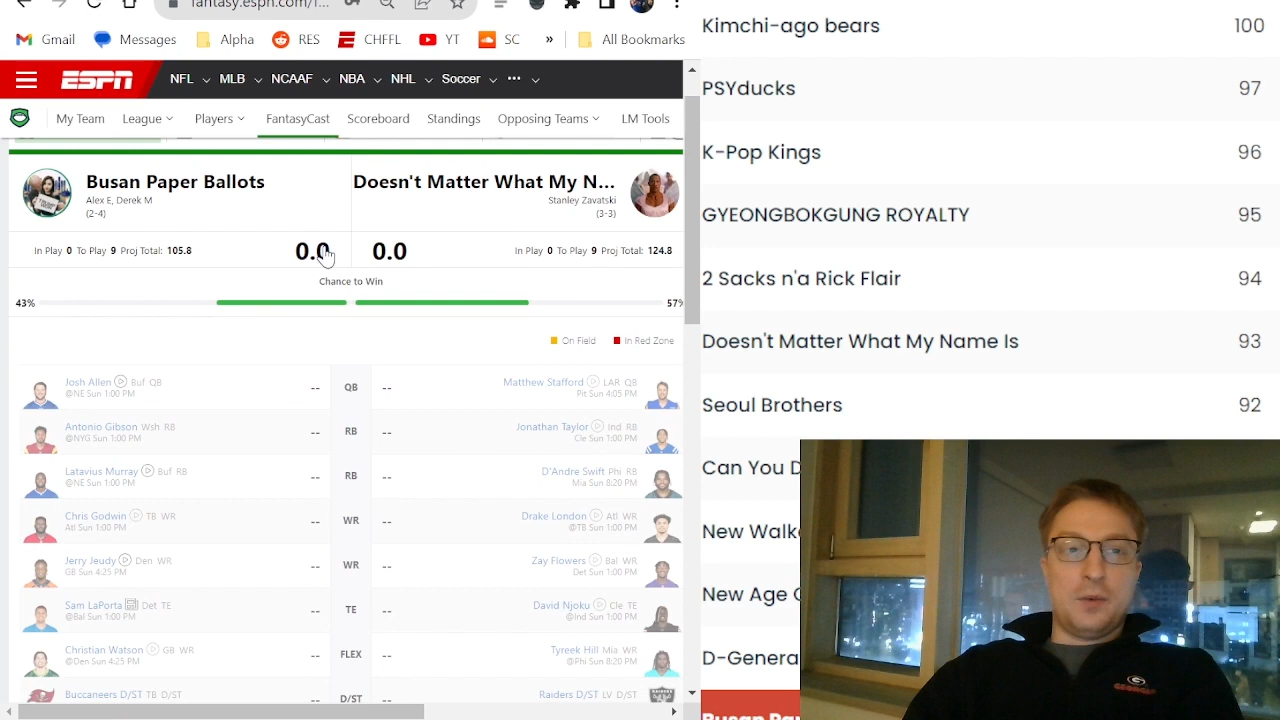 fantasy.espn.com/f...
Gmail Messages Alpha RES CHFFL YT SC » All Bookmarks
ESPN NFL MLB NCAAF NBA NHL Soccer
My Team League Players FantasyCast Scoreboard Standings Opposing Teams LM Tools
Busan Paper Ballots
Alex E, Derek M
(2-4)
Doesn't Matter What My N...
Stanley Zavatski
(3-3)
In Play 0 To Play 9 Proj Total: 105.8
0.0 0.0
In Play 0 To Play 9 Proj Total: 124.8
Chance to Win
43% 57%
On Field In Red Zone
Josh Allen Buf QB
@NE Sun 1:00 PM
-- QB --
Matthew Stafford LAR QB
Pit Sun 4:05 PM
Antonio Gibson Wsh RB
@NYG Sun 1:00 PM
-- RB --
Jonathan Taylor Ind RB
Cle Sun 1:00 PM
Latavius Murray Buf RB
@NE Sun 1:00 PM
-- RB --
D'Andre Swift Phi RB
Mia Sun 8:20 PM
Chris Godwin TB WR
Atl Sun 1:00 PM
-- WR --
Drake London Atl WR
@TB Sun 1:00 PM
Jerry Jeudy Den WR
GB Sun 4:25 PM
-- WR --
Zay Flowers Bal WR
Det Sun 1:00 PM
Sam LaPorta Det TE
@Bal Sun 1:00 PM
-- TE --
David Njoku Cle TE
@Ind Sun 1:00 PM
Christian Watson GB WR
@Den Sun 4:25 PM
-- FLEX --
Tyreek Hill Mia WR
@Phi Sun 8:20 PM
Buccaneers D/ST TB D/ST
-- D/ST --
Raiders D/ST LV D/ST
Kimchi-ago bears 100
PSYducks 97
K-Pop Kings 96
GYEONGBOKGUNG ROYALTY 95
2 Sacks n'a Rick Flair 94
Doesn't Matter What My Name Is 93
Seoul Brothers 92
Can You D
New Walk
New Age
D-Genera
Busan Pa
GEORGIA